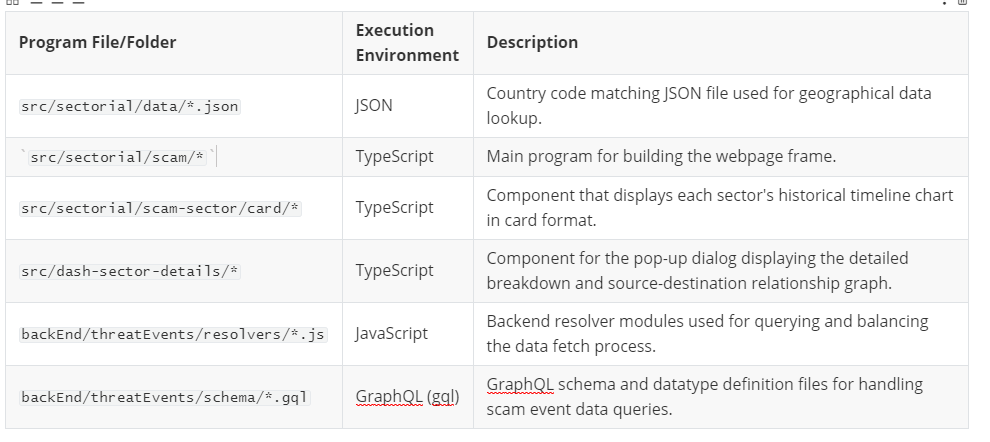 Program File/Folder
Execution
Environment
Description
src/sectorial/data/*.json
JSON
Country code matching JSON file used for geographical data
lookup.
`src/sectorial/scam/*`
TypeScript
Main program for building the webpage frame.
src/sectorial/scam-sector/card/*
TypeScript
Component that displays each sector's historical timeline chart
in card format.
src/dash-sector-details/*
TypeScript
Component for the pop-up dialog displaying the detailed
breakdown and source-destination relationship graph.
backEnd/threatEvents/resolvers/*.js
JavaScript
Backend resolver modules used for querying and balancing
the data fetch process.
backEnd/threatEvents/schema/*.gql
GraphQL (gql)
GraphQL schema and datatype definition files for handling
scam event data queries.